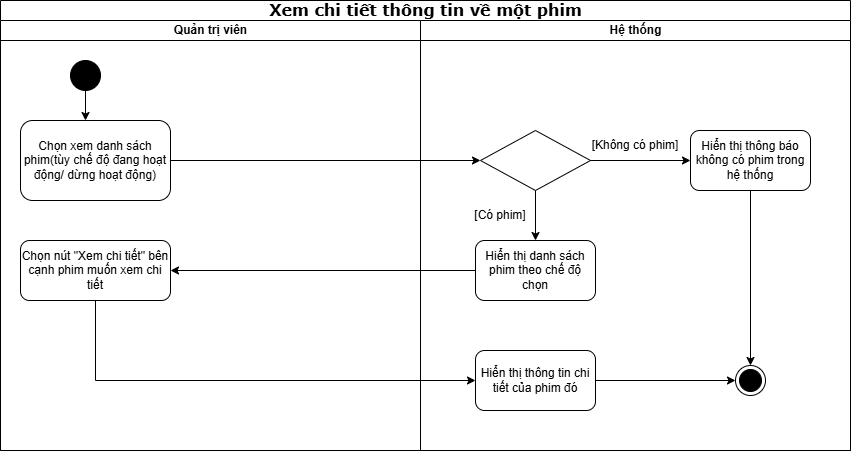 Xem chi tiết thông tin về một phim
Quản trị viên
Hệ thống
Chọn xem danh sách
phim(tùy chế độ đang hoạt
động/ dừng hoạt động)
[Không có phim]
Hiển thị thông báo
không có phim trong
hệ thống
[Có phim]
Chọn nút "Xem chi tiết" bên
cạnh phim muốn xem chi
tiết
Hiển thị danh sách
phim theo chế độ
chọn
Hiển thị thông tin chi
tiết của phim đó